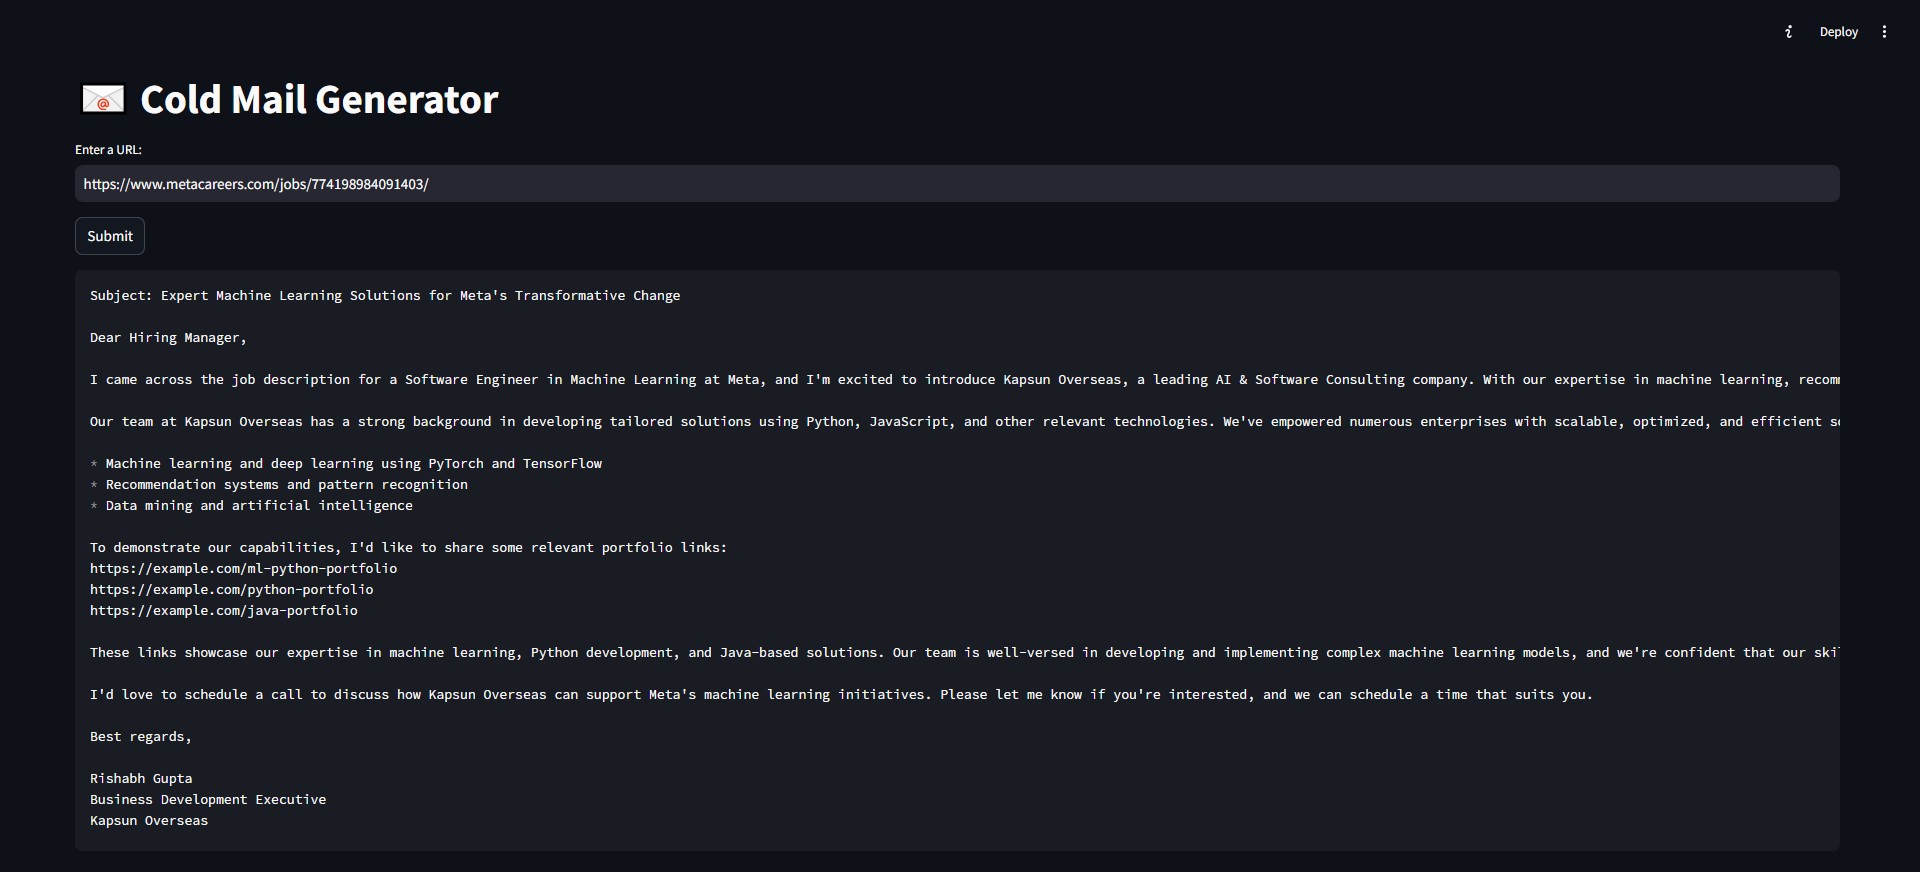 Deploy
Cold Mail Generator
Enter a URL:
https://www.metacareers.com/jobs/774198984091403/
Submit
Subject: Expert Machine Learning Solutions for Meta's Transformative Change
Dear Hiring Manager,
I came across the job description for a Software Engineer in Machine Learning at Meta, and I'm excited to introduce Kapsun Overseas, a leading AI & Software Consulting company. With our expertise in machine learning,
Our team at Kapsun Overseas has a strong background in developing tailored solutions using Python, JavaScript, and other relevant technologies. We've empowered numerous enterprises with scalable, optimized, and efficient
* Machine learning and deep learning using PyTorch and TensorFlow
* Recommendation systems and pattern recognition
* Data mining and artificial intelligence
To demonstrate our capabilities, I'd like to share some relevant portfolio links:
https://example.com/ml-python-portfolio
https://example.com/python-portfolio
https://example.com/java-portfolio
These links showcase our expertise in machine learning, Python development, and Java-based solutions. Our team is well-versed in developing and implementing complex machine learning models, and we're confident that our
I'd love to schedule a call to discuss how Kapsun Overseas can support Meta's machine learning initiatives. Please let me know if you're interested, and we can schedule a time that suits you.
Best regards,
Rishabh Gupta
Business Development Executive
Kapsun Overseas